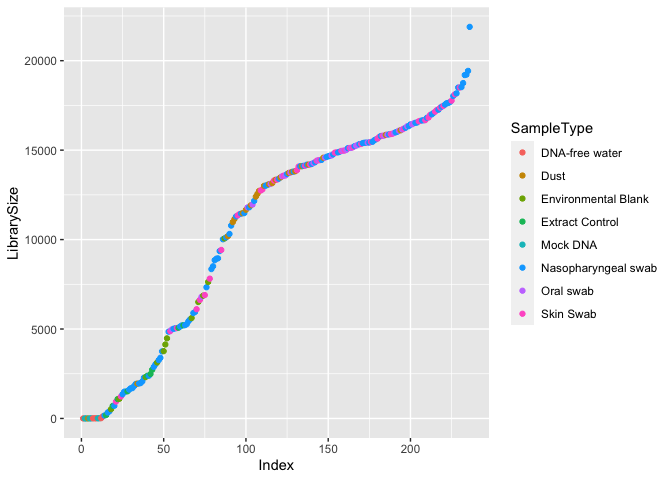 20000
15000
10000
5000
0
LibrarySize
0
50
100
150
200
Index
SampleType
DNA-free water
Dust
Environmental Blank
Extract Control
Mock DNA
Nasopharyngeal swab
Oral swab
Skin Swab